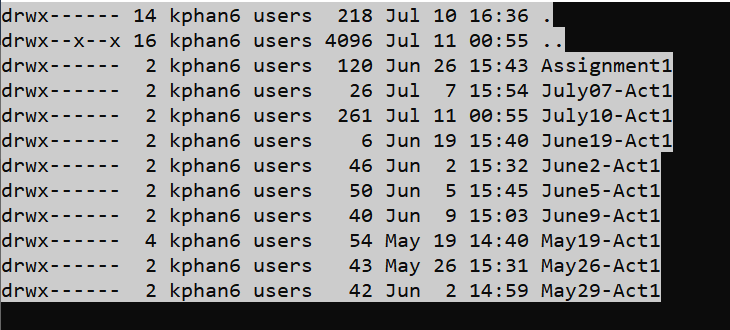 drwx------ 14 kphan6 users  218 Jul 10 16:36 .
drwx--x--x 16 kphan6 users 4096 Jul 11 00:55 ..
drwx------  2 kphan6 users  120 Jun 26 15:43 Assignment1
drwx------  2 kphan6 users   26 Jul  7 15:54 July07-Act1
drwx------  2 kphan6 users  261 Jul 11 00:55 July10-Act1
drwx------  2 kphan6 users    6 Jun 19 15:40 June19-Act1
drwx------  2 kphan6 users   46 Jun  2 15:32 June2-Act1
drwx------  2 kphan6 users   50 Jun  5 15:45 June5-Act1
drwx------  2 kphan6 users   40 Jun  9 15:03 June9-Act1
drwx------  4 kphan6 users   54 May 19 14:40 May19-Act1
drwx------  2 kphan6 users   43 May 26 15:31 May26-Act1
drwx------  2 kphan6 users   42 Jun  2 14:59 May29-Act1